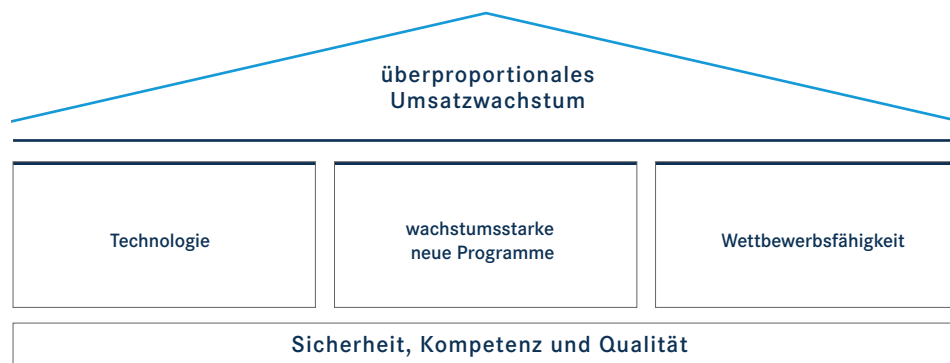 überproportionales
Umsatzwachstum
Technologie
wachstumsstarke
neue Programme
Wettbewerbsfähigkeit
Sicherheit, Kompetenz und Qualität